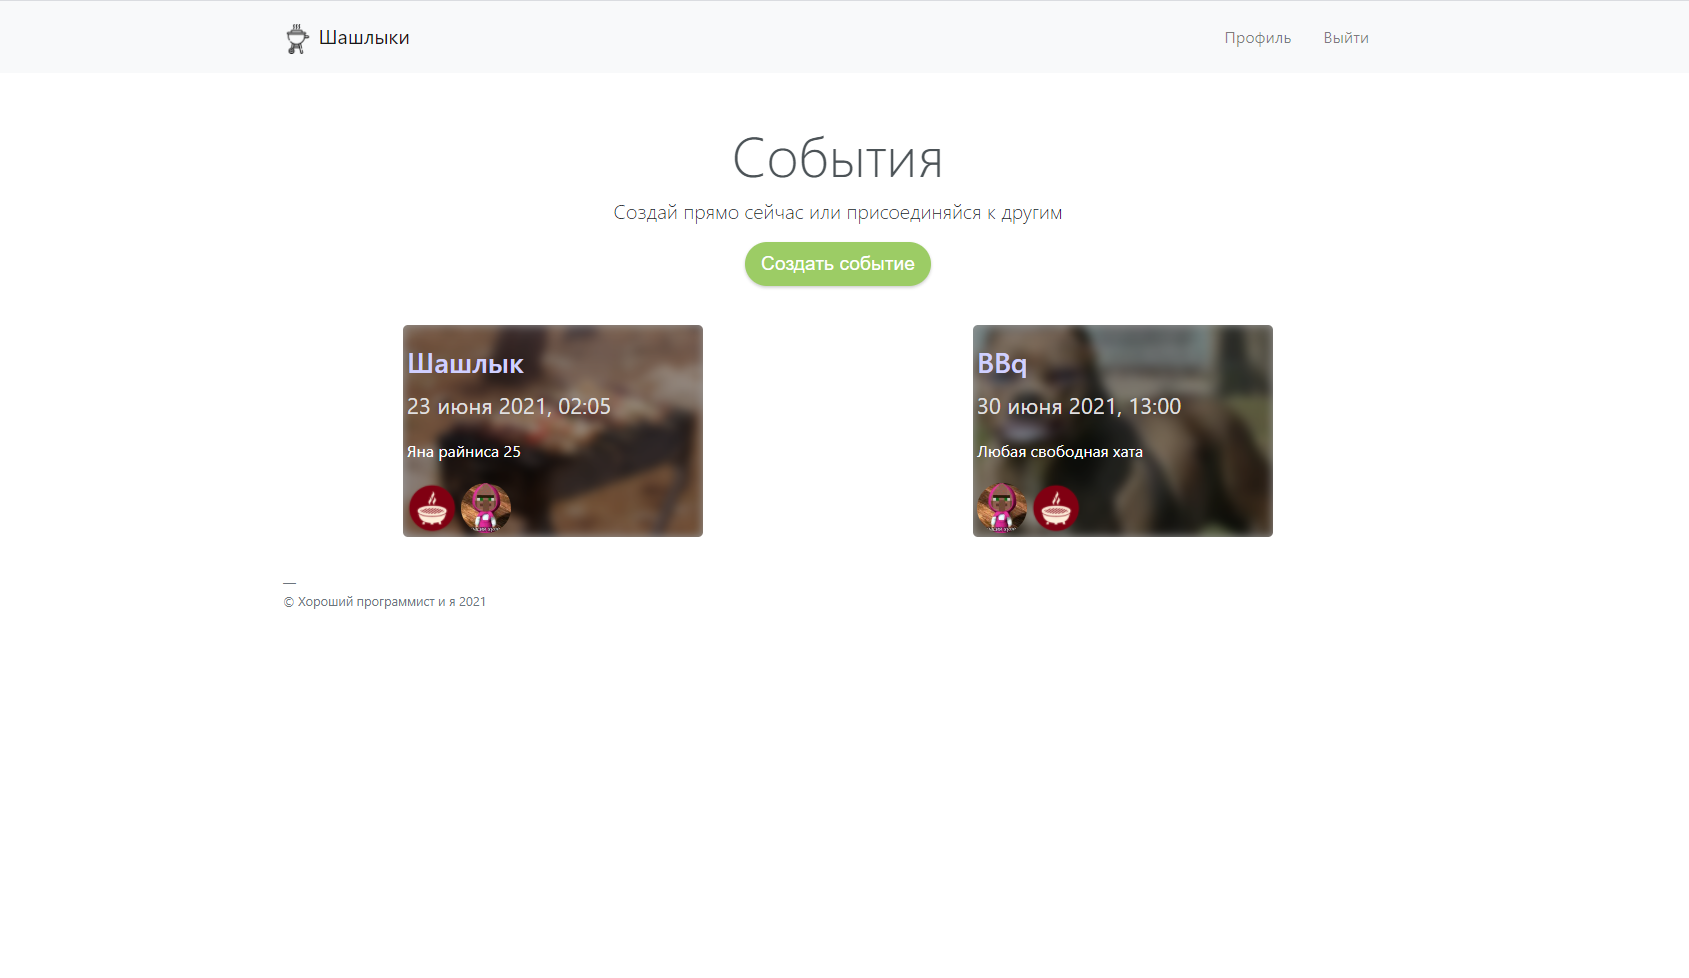 Шашлыки
Профиль
Выйти
События
Создай прямо сейчас или присоединяйся к другим
Создать событие
Шашлык
23 июня 2021, 02:05
Яна райниса 25
BBq
30 июня 2021, 13:00
Любая свободная хата
—
© Хороший программист и я 2021